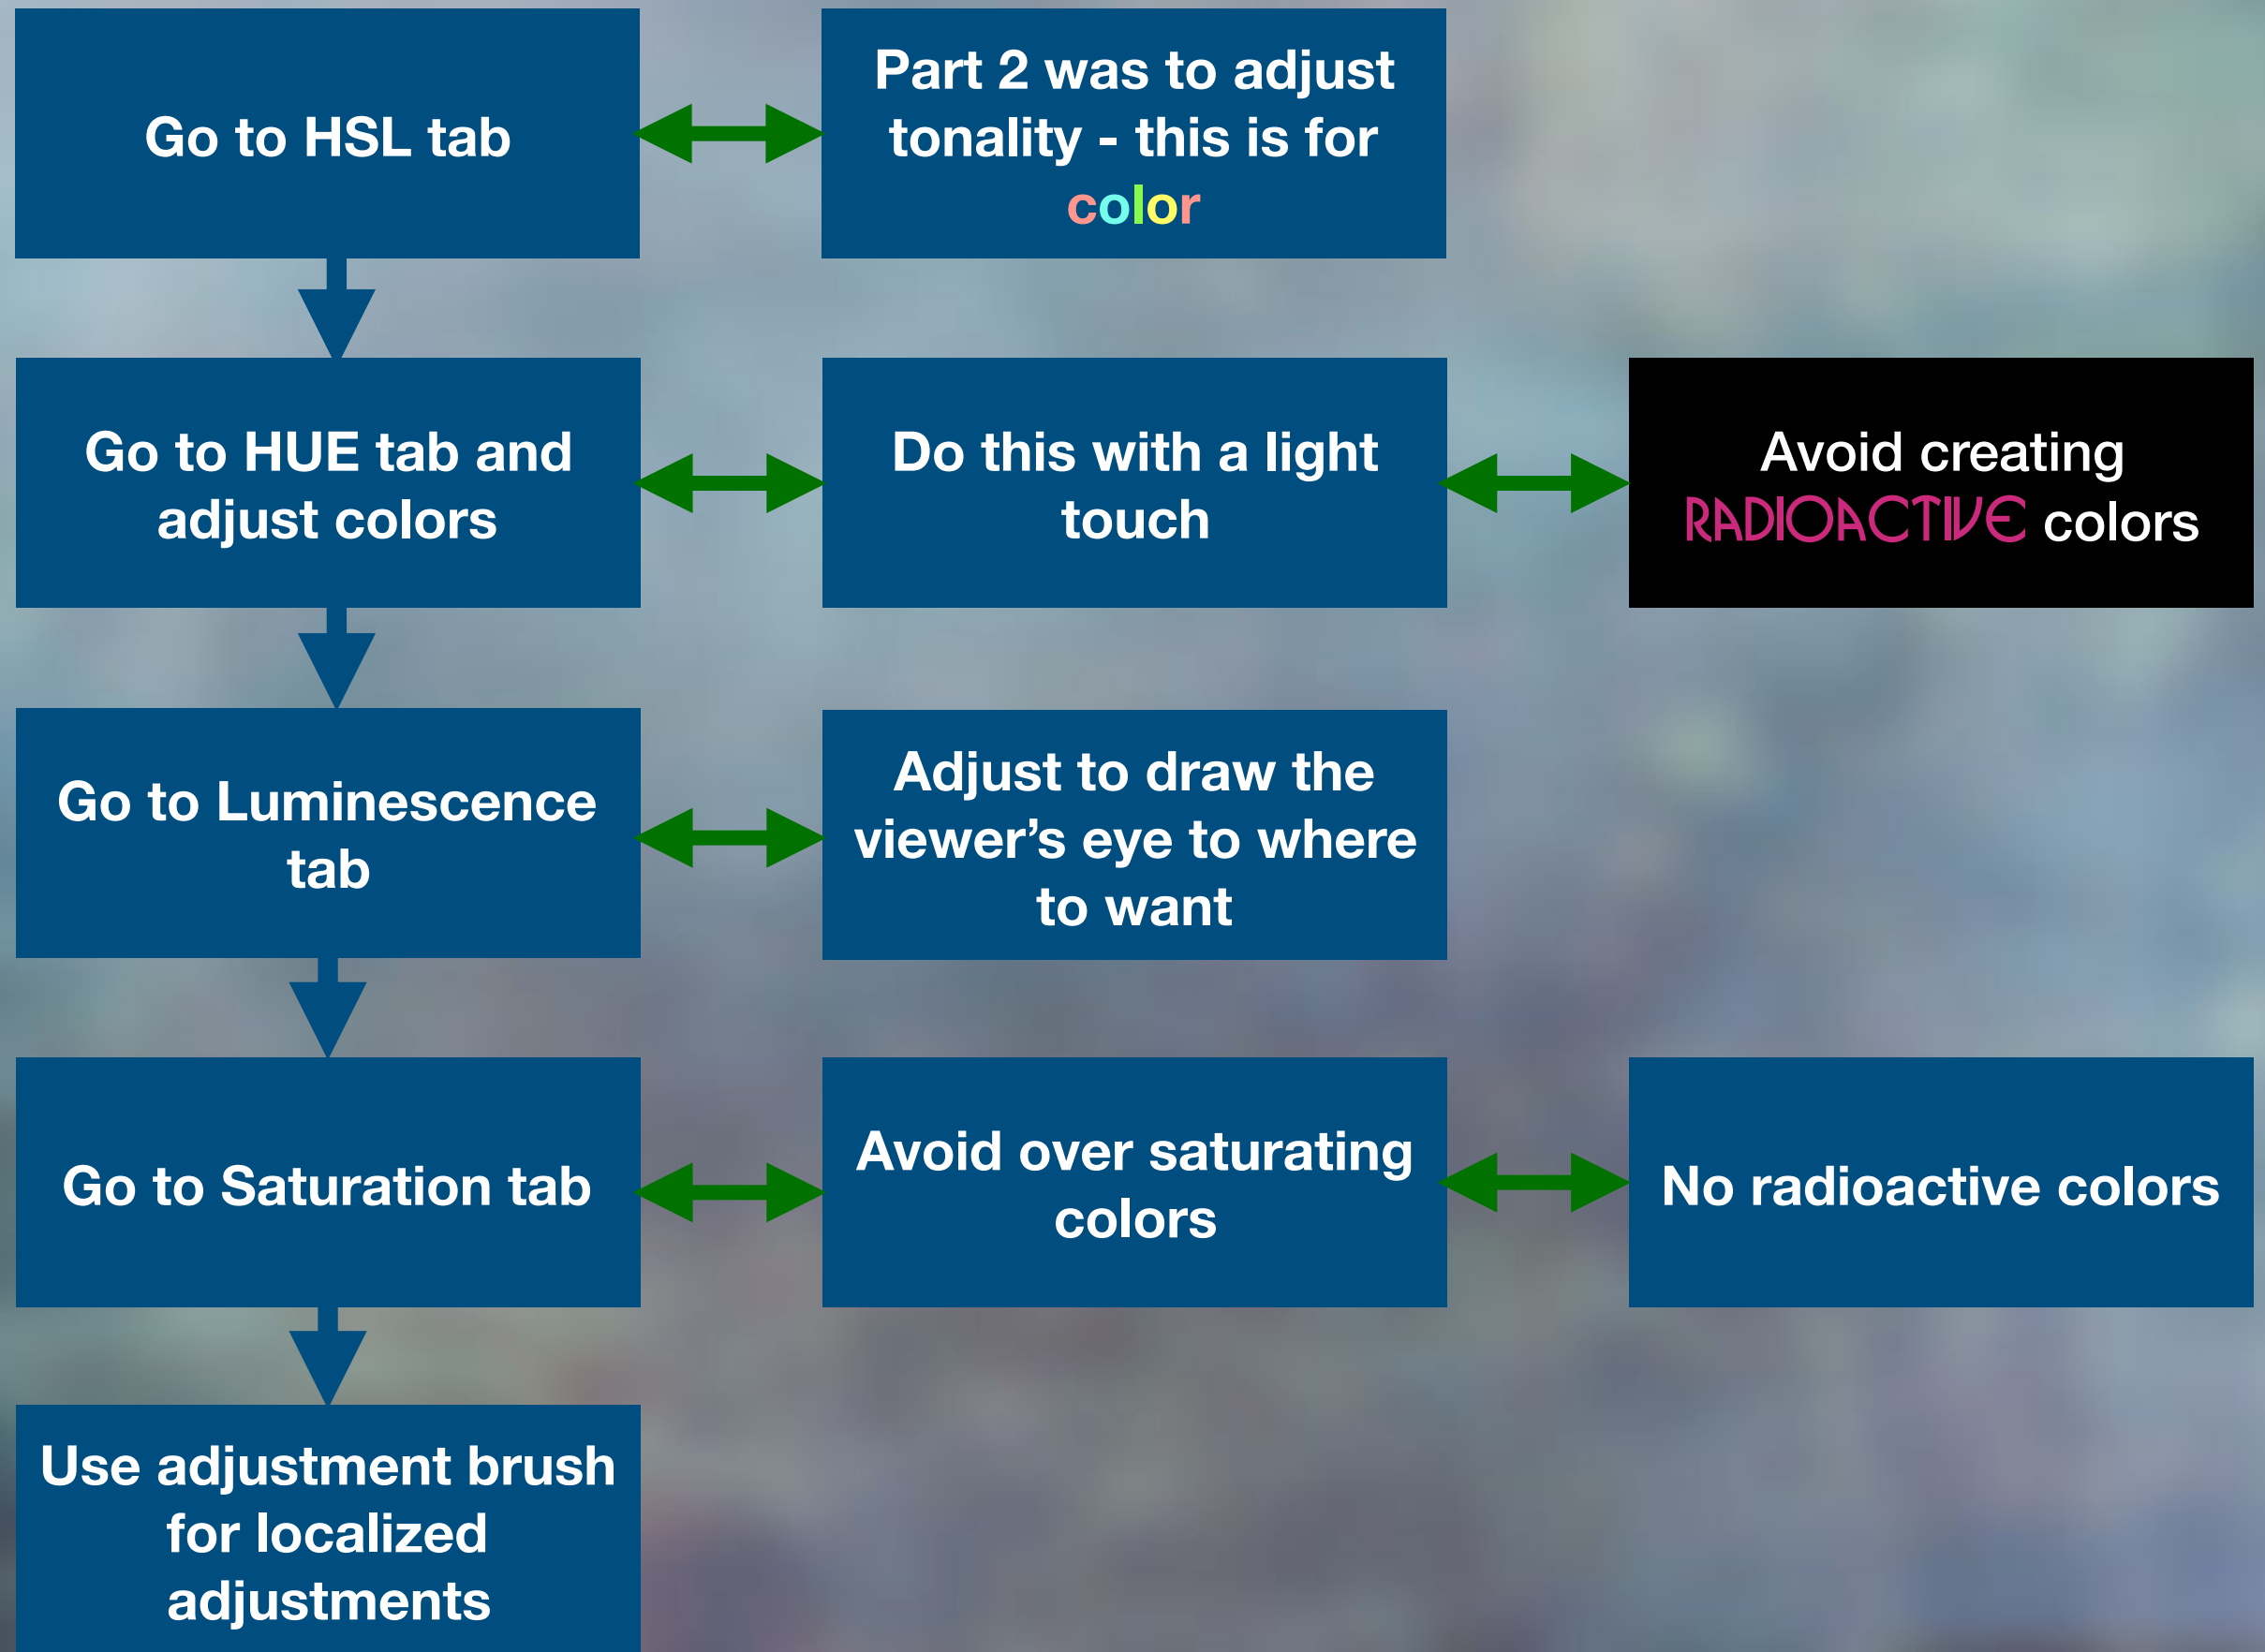 Go to HSL tab
Part 2 was to adjust
tonality - this is for
color
Go to HUE tab and
adjust colors
Do this with a light
touch
Avoid creating
RADIOACTIVE colors
Go to Luminescence
tab
Adjust to draw the
viewer’s eye to where
to want
Go to Saturation tab
Avoid over saturating
colors
No radioactive colors
Use adjustment brush
for localized
adjustments